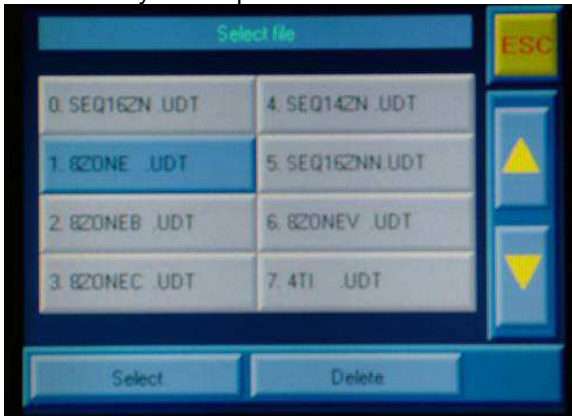 Select file
ESC
0. SEQ16ZN .UDT
4. SEQ14ZN .UDT
1. 8ZONE .UDT
5. SEQ16ZNN.UDT
2. 8ZONEB .UDT
6. 8ZONEV .UDT
3. 8ZONEC .UDT
7. 4TI .UDT
Select
Delete